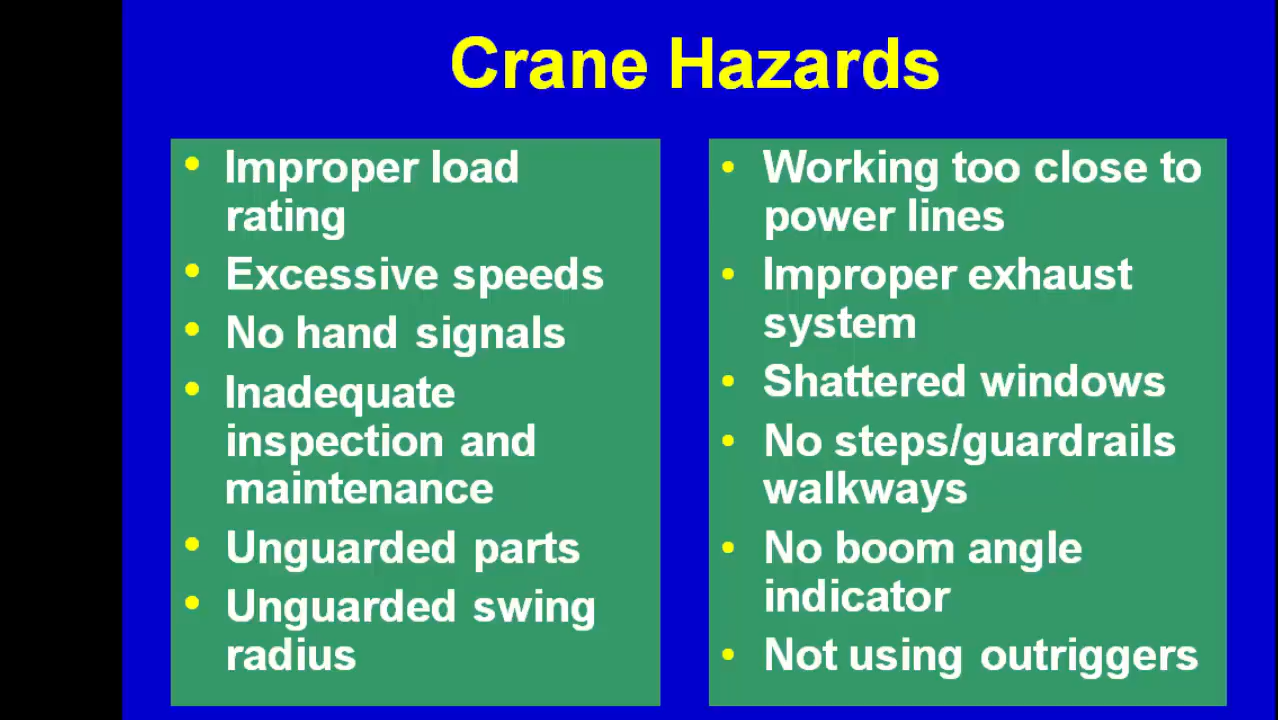 Crane Hazards
• Improper load
rating
• Excessive speeds
• No hand signals
• Inadequate
inspection and
maintenance
• Unguarded parts
• Unguarded swing
radius
• Working too close to
power lines
• Improper exhaust
system
• Shattered windows
• No steps/guardrails
walkways
• No boom angle
indicator
• Not using outriggers